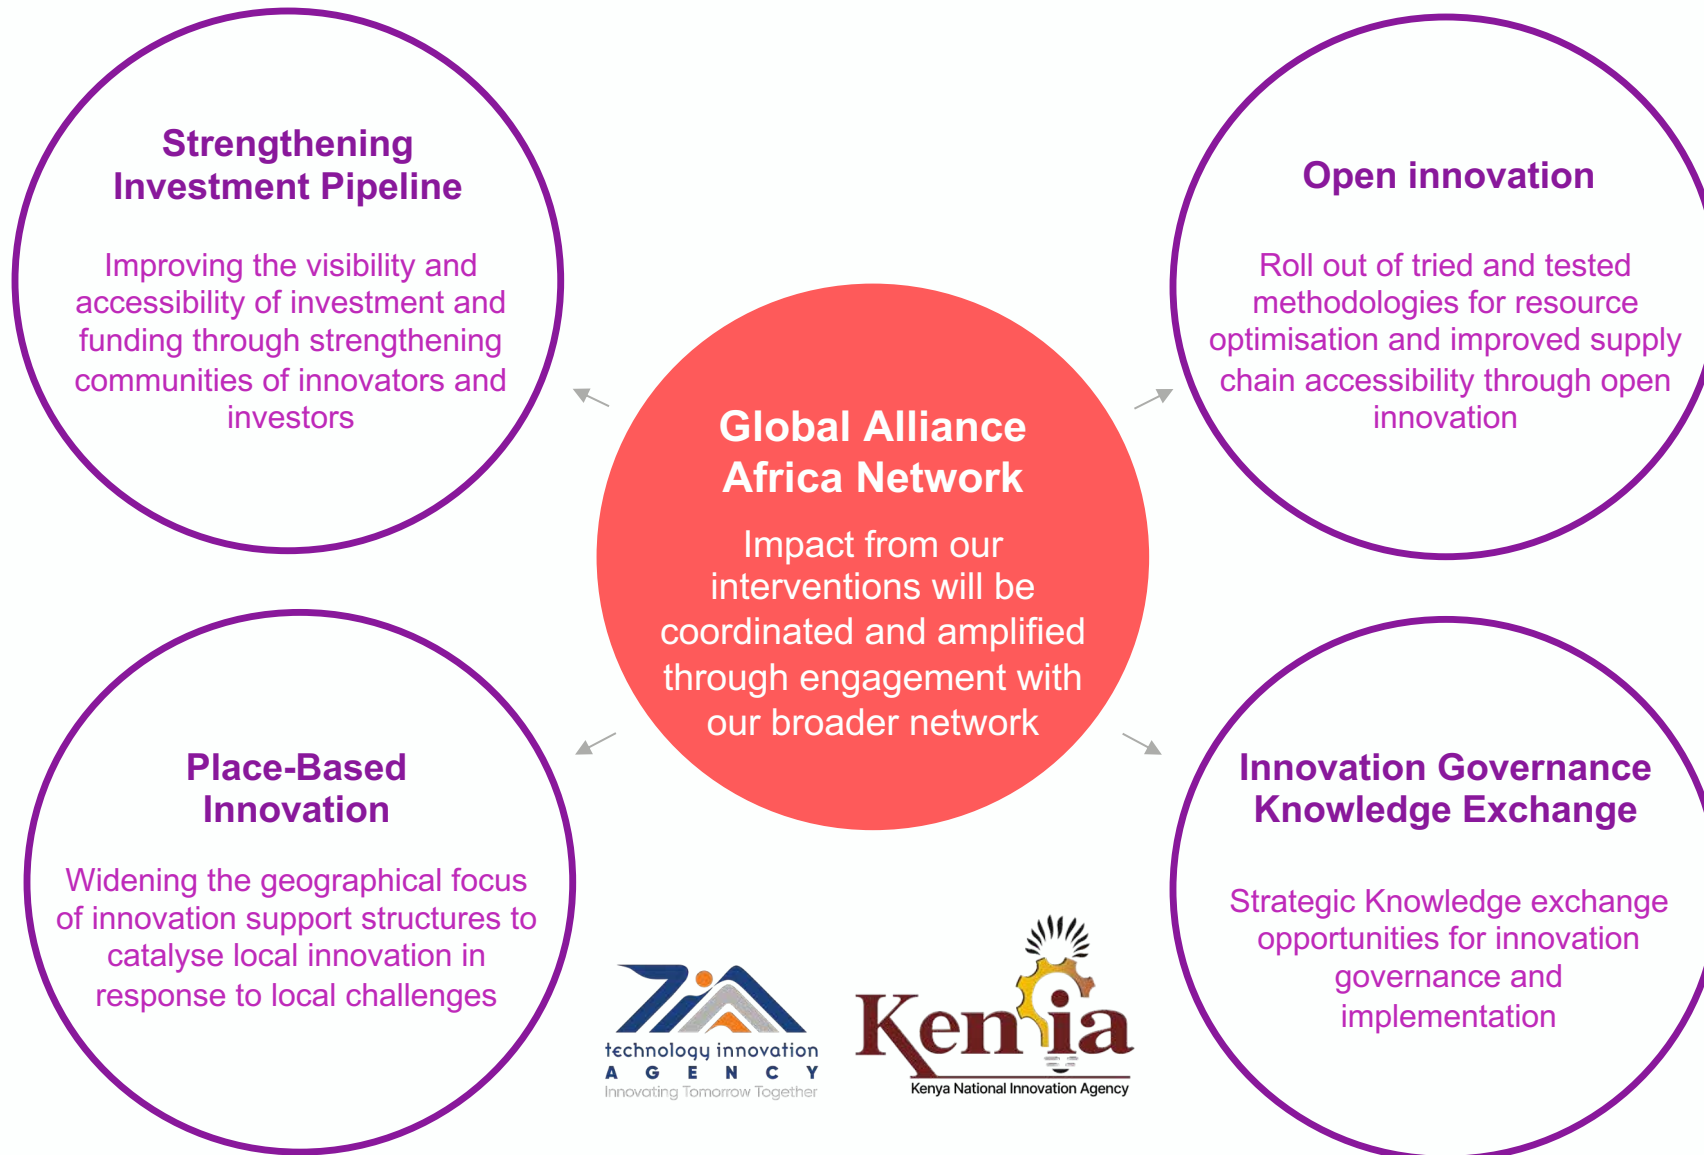 Strengthening
Investment Pipeline
Improving the visibility and
accessibility of investment and
funding through strengthening
communities of innovators and
investors
Open innovation
Roll out of tried and tested
methodologies for resource
optimisation and improved supply
chain accessibility through open
innovation
Global Alliance
Africa Network
Impact from our
interventions will be
coordinated and amplified
through engagement with
our broader network
Place-Based
Innovation
Widening the geographical focus
of innovation support structures to
catalyse local innovation in
response to local challenges
Innovation Governance
Knowledge Exchange
Strategic Knowledge exchange
opportunities for innovation
governance and
implementation
TIA
technology innovation
AGENCY
Innovating Tomorrow Together
Kenia
Kenya National Innovation Agency